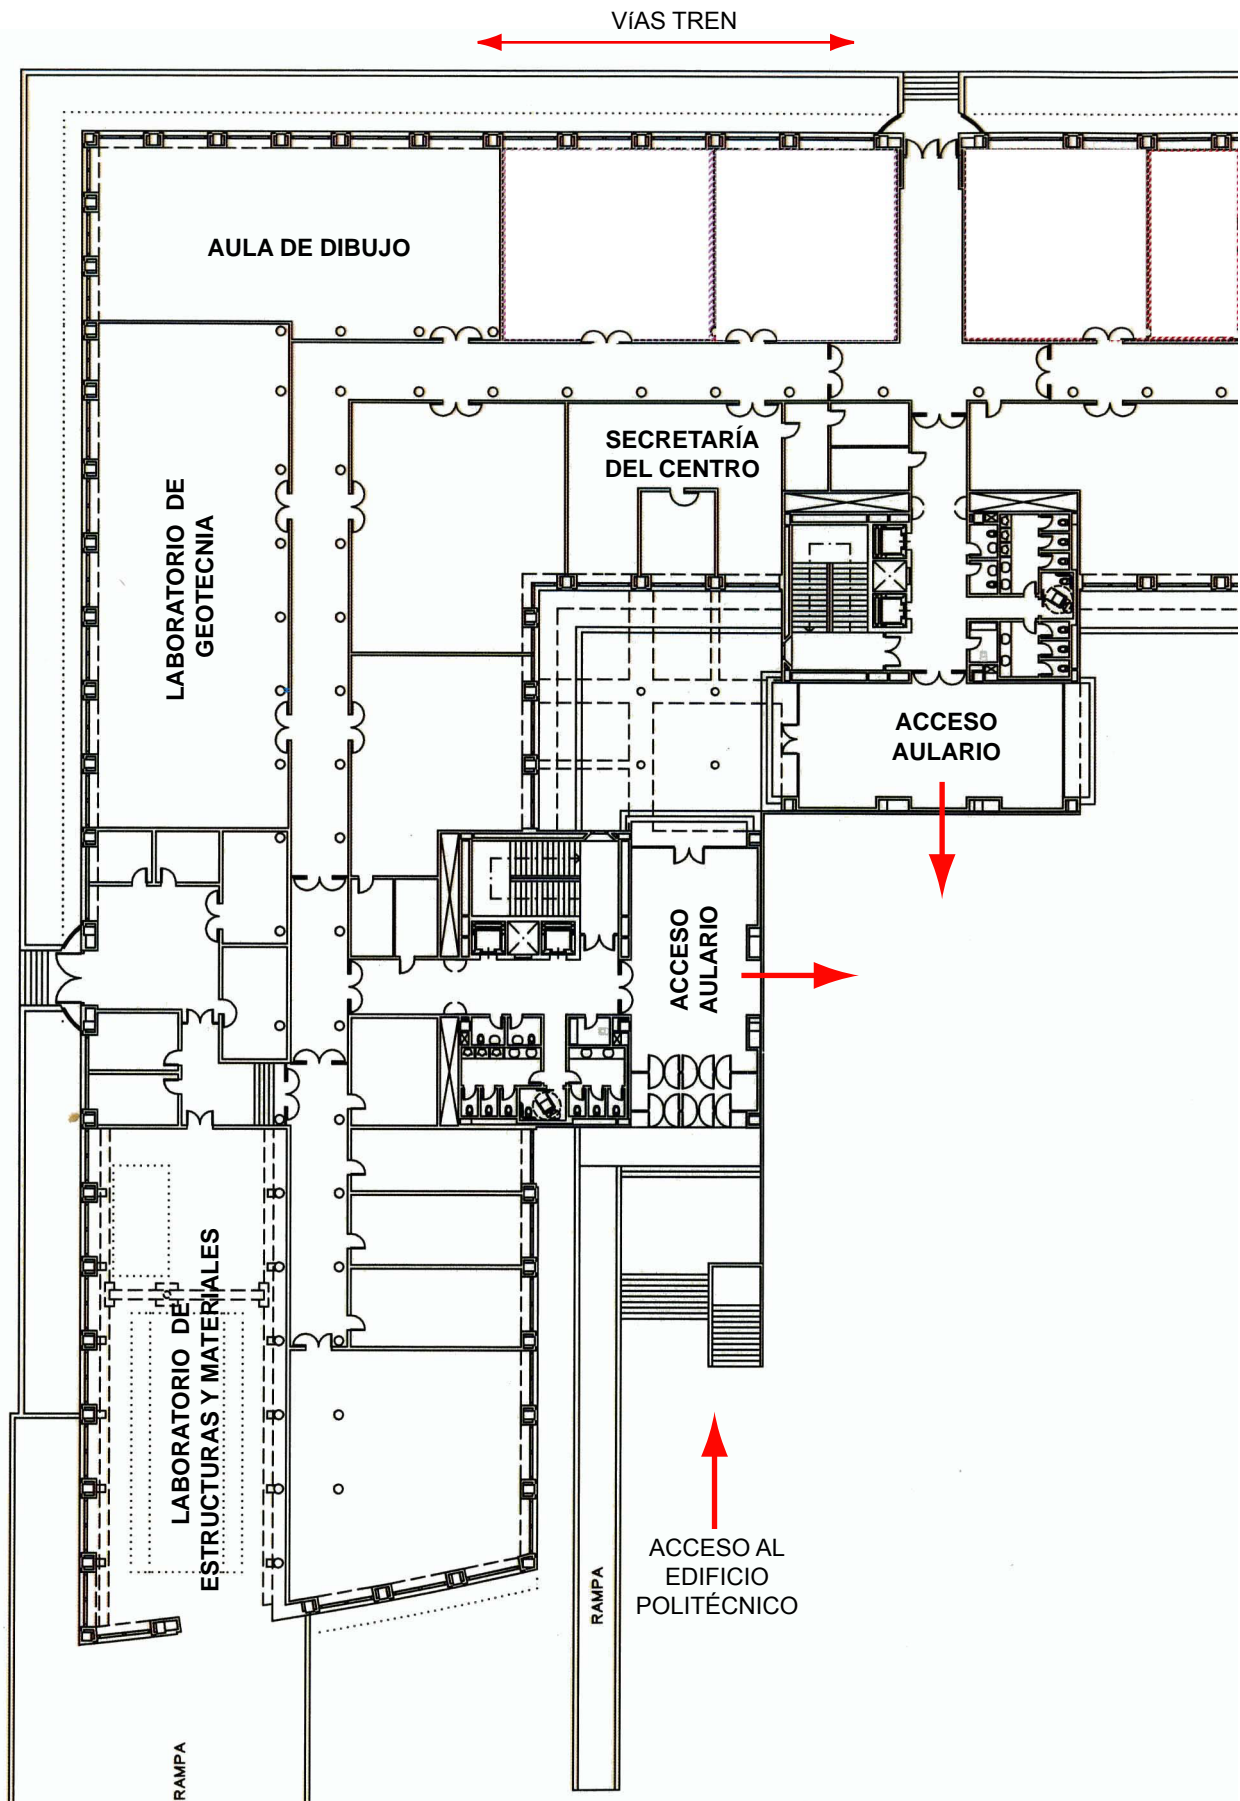 VíAS TREN
AULA DE DIBUJO
SECRETARÍA
DEL CENTRO
LABORATORIO DE
GEOTECNIA
ACCESO
AULARIO
ACCESO
AULARIO
LABORATORIO DE
ESTRUCTURAS Y MATERIALES
ACCESO AL
EDIFICIO
POLITÉCNICO
RAMPA
RAMPA